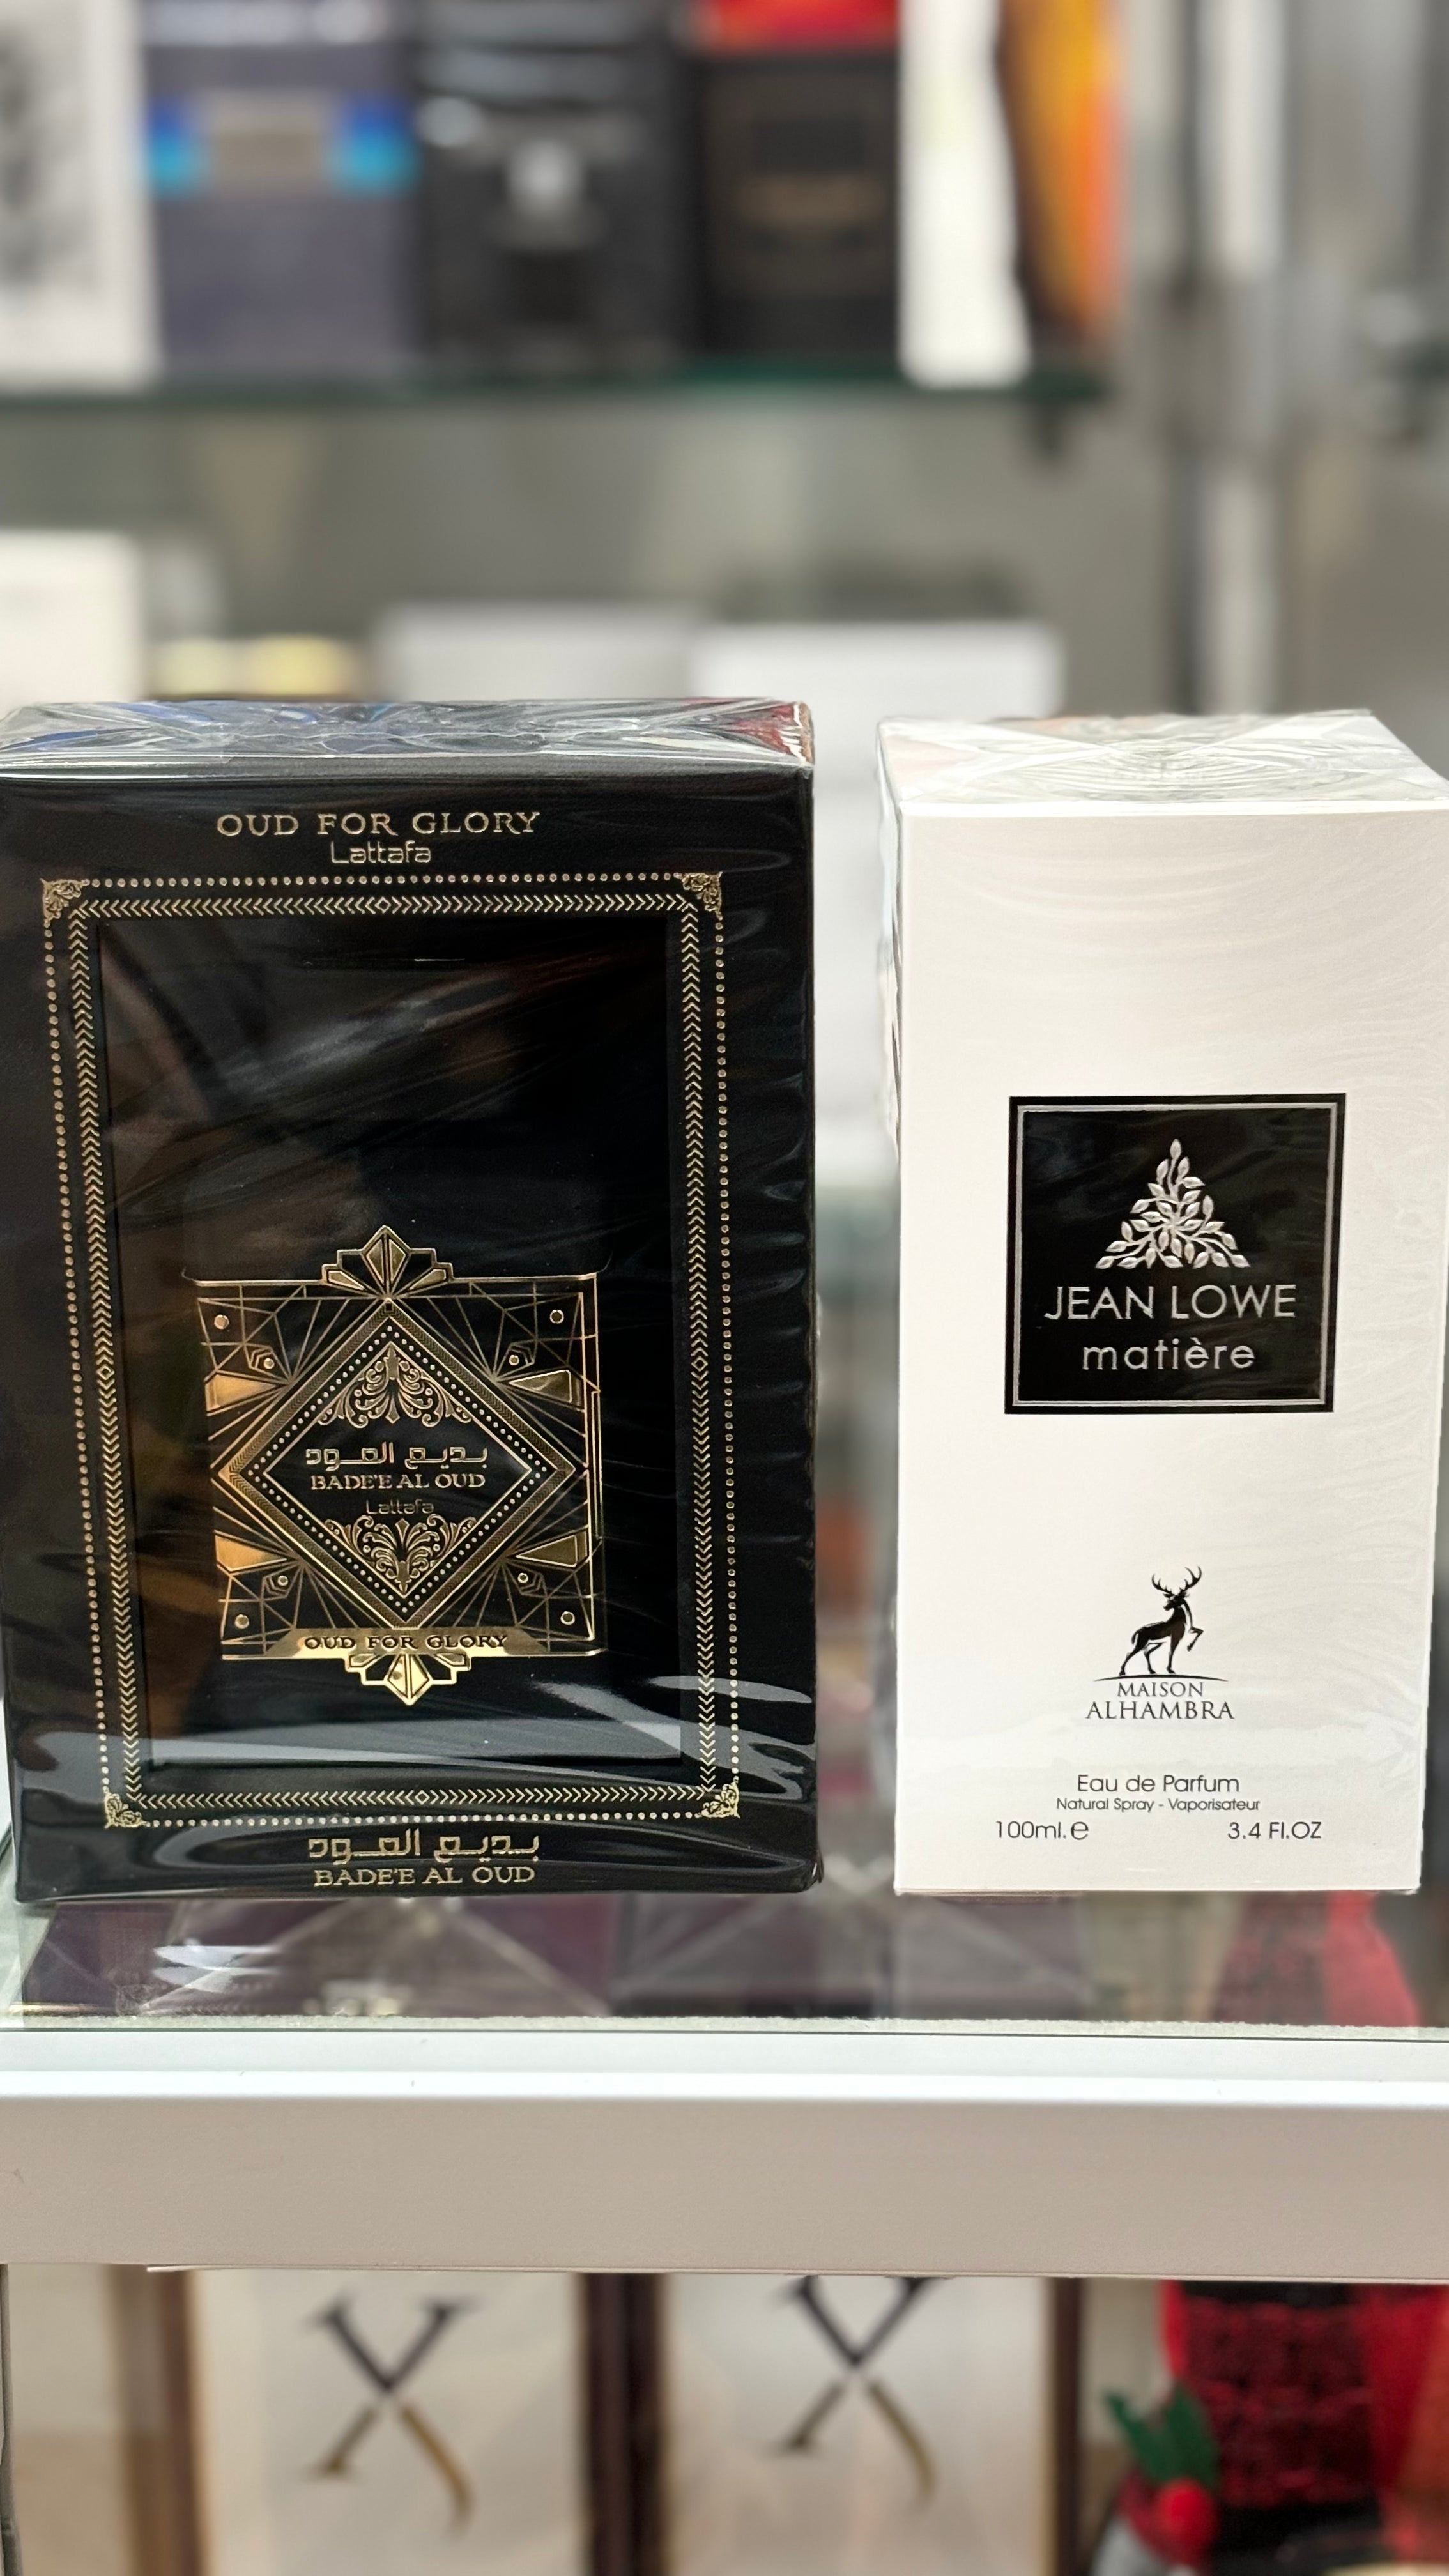 OUD FOR GLORY
Lattafa
بديع العود
BADE'E AL OUD
Lattafa
OUD FOR GLORY
بديع العود
BADE'E AL OUD
JEAN LOWE
matière
MAISON
ALHAMBRA
Eau de Parfum
Natural Spray - Vaporisateur
100ml.e 3.4 Fl.OZ
X
X